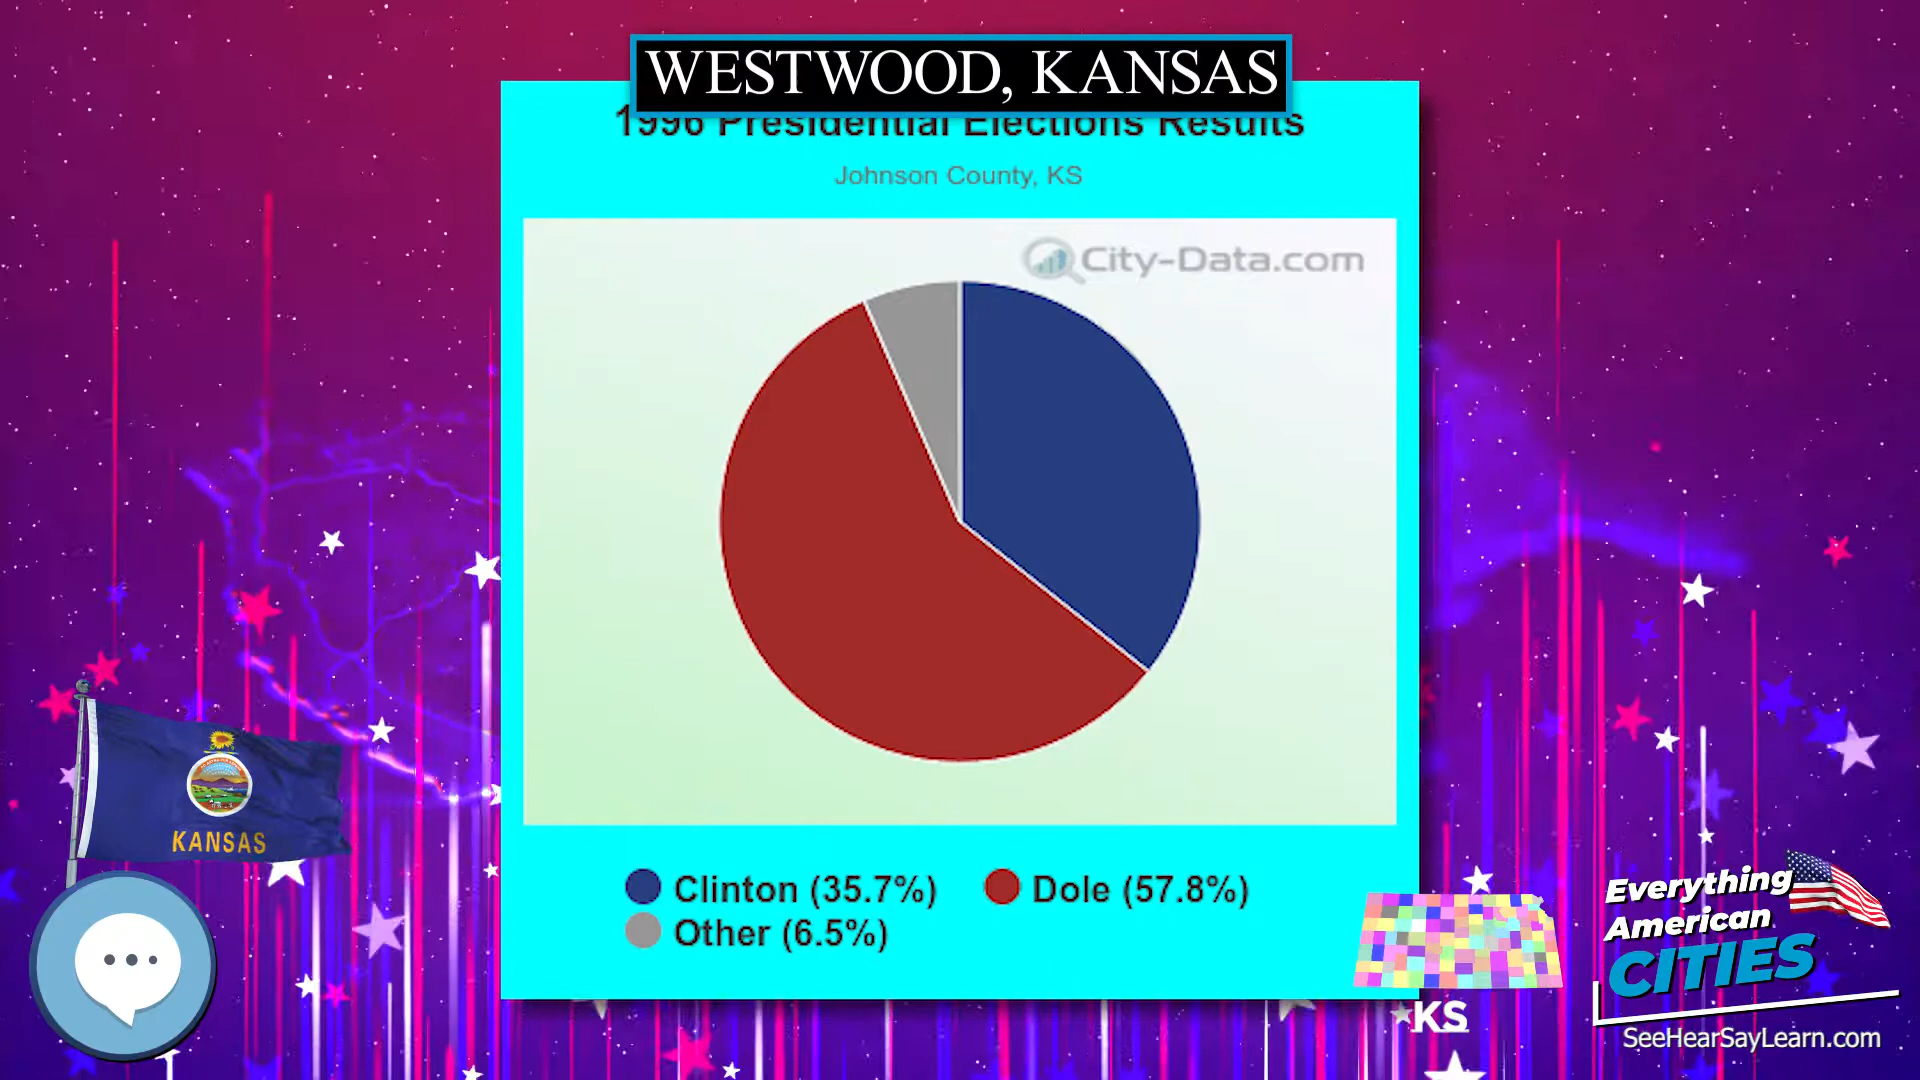 WESTWOOD, KANSAS
1996 Presidential Elections Results
Johnson County, KS
City-Data.com
Clinton (35.7%)
Dole (57.8%)
Other (6.5%)
KANSAS
KS
Everything
American
CITIES
SeeHearSayLearn.com